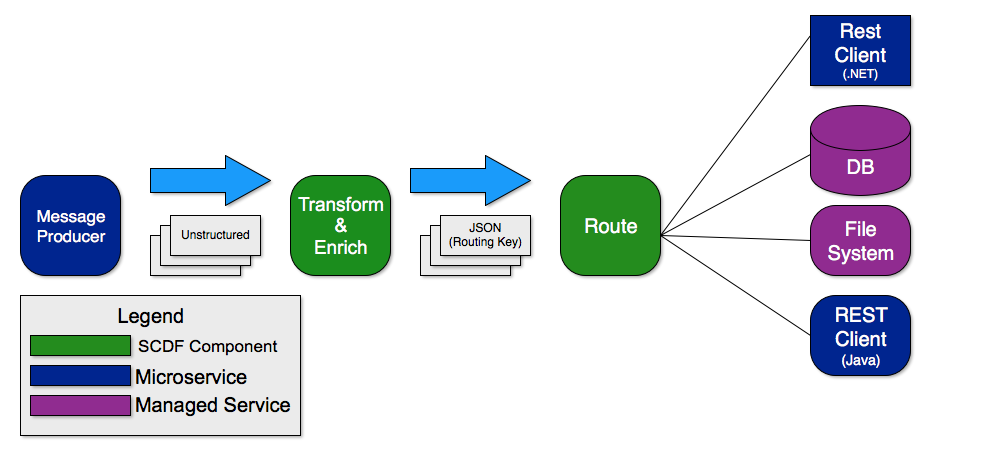 Message
Producer
Unstructured
Transform
&
Enrich
JSON
(Routing Key)
Route
Rest
Client
(.NET)
DB
File
System
REST
Client
(Java)
Legend
SCDF Component
Microservice
Managed Service